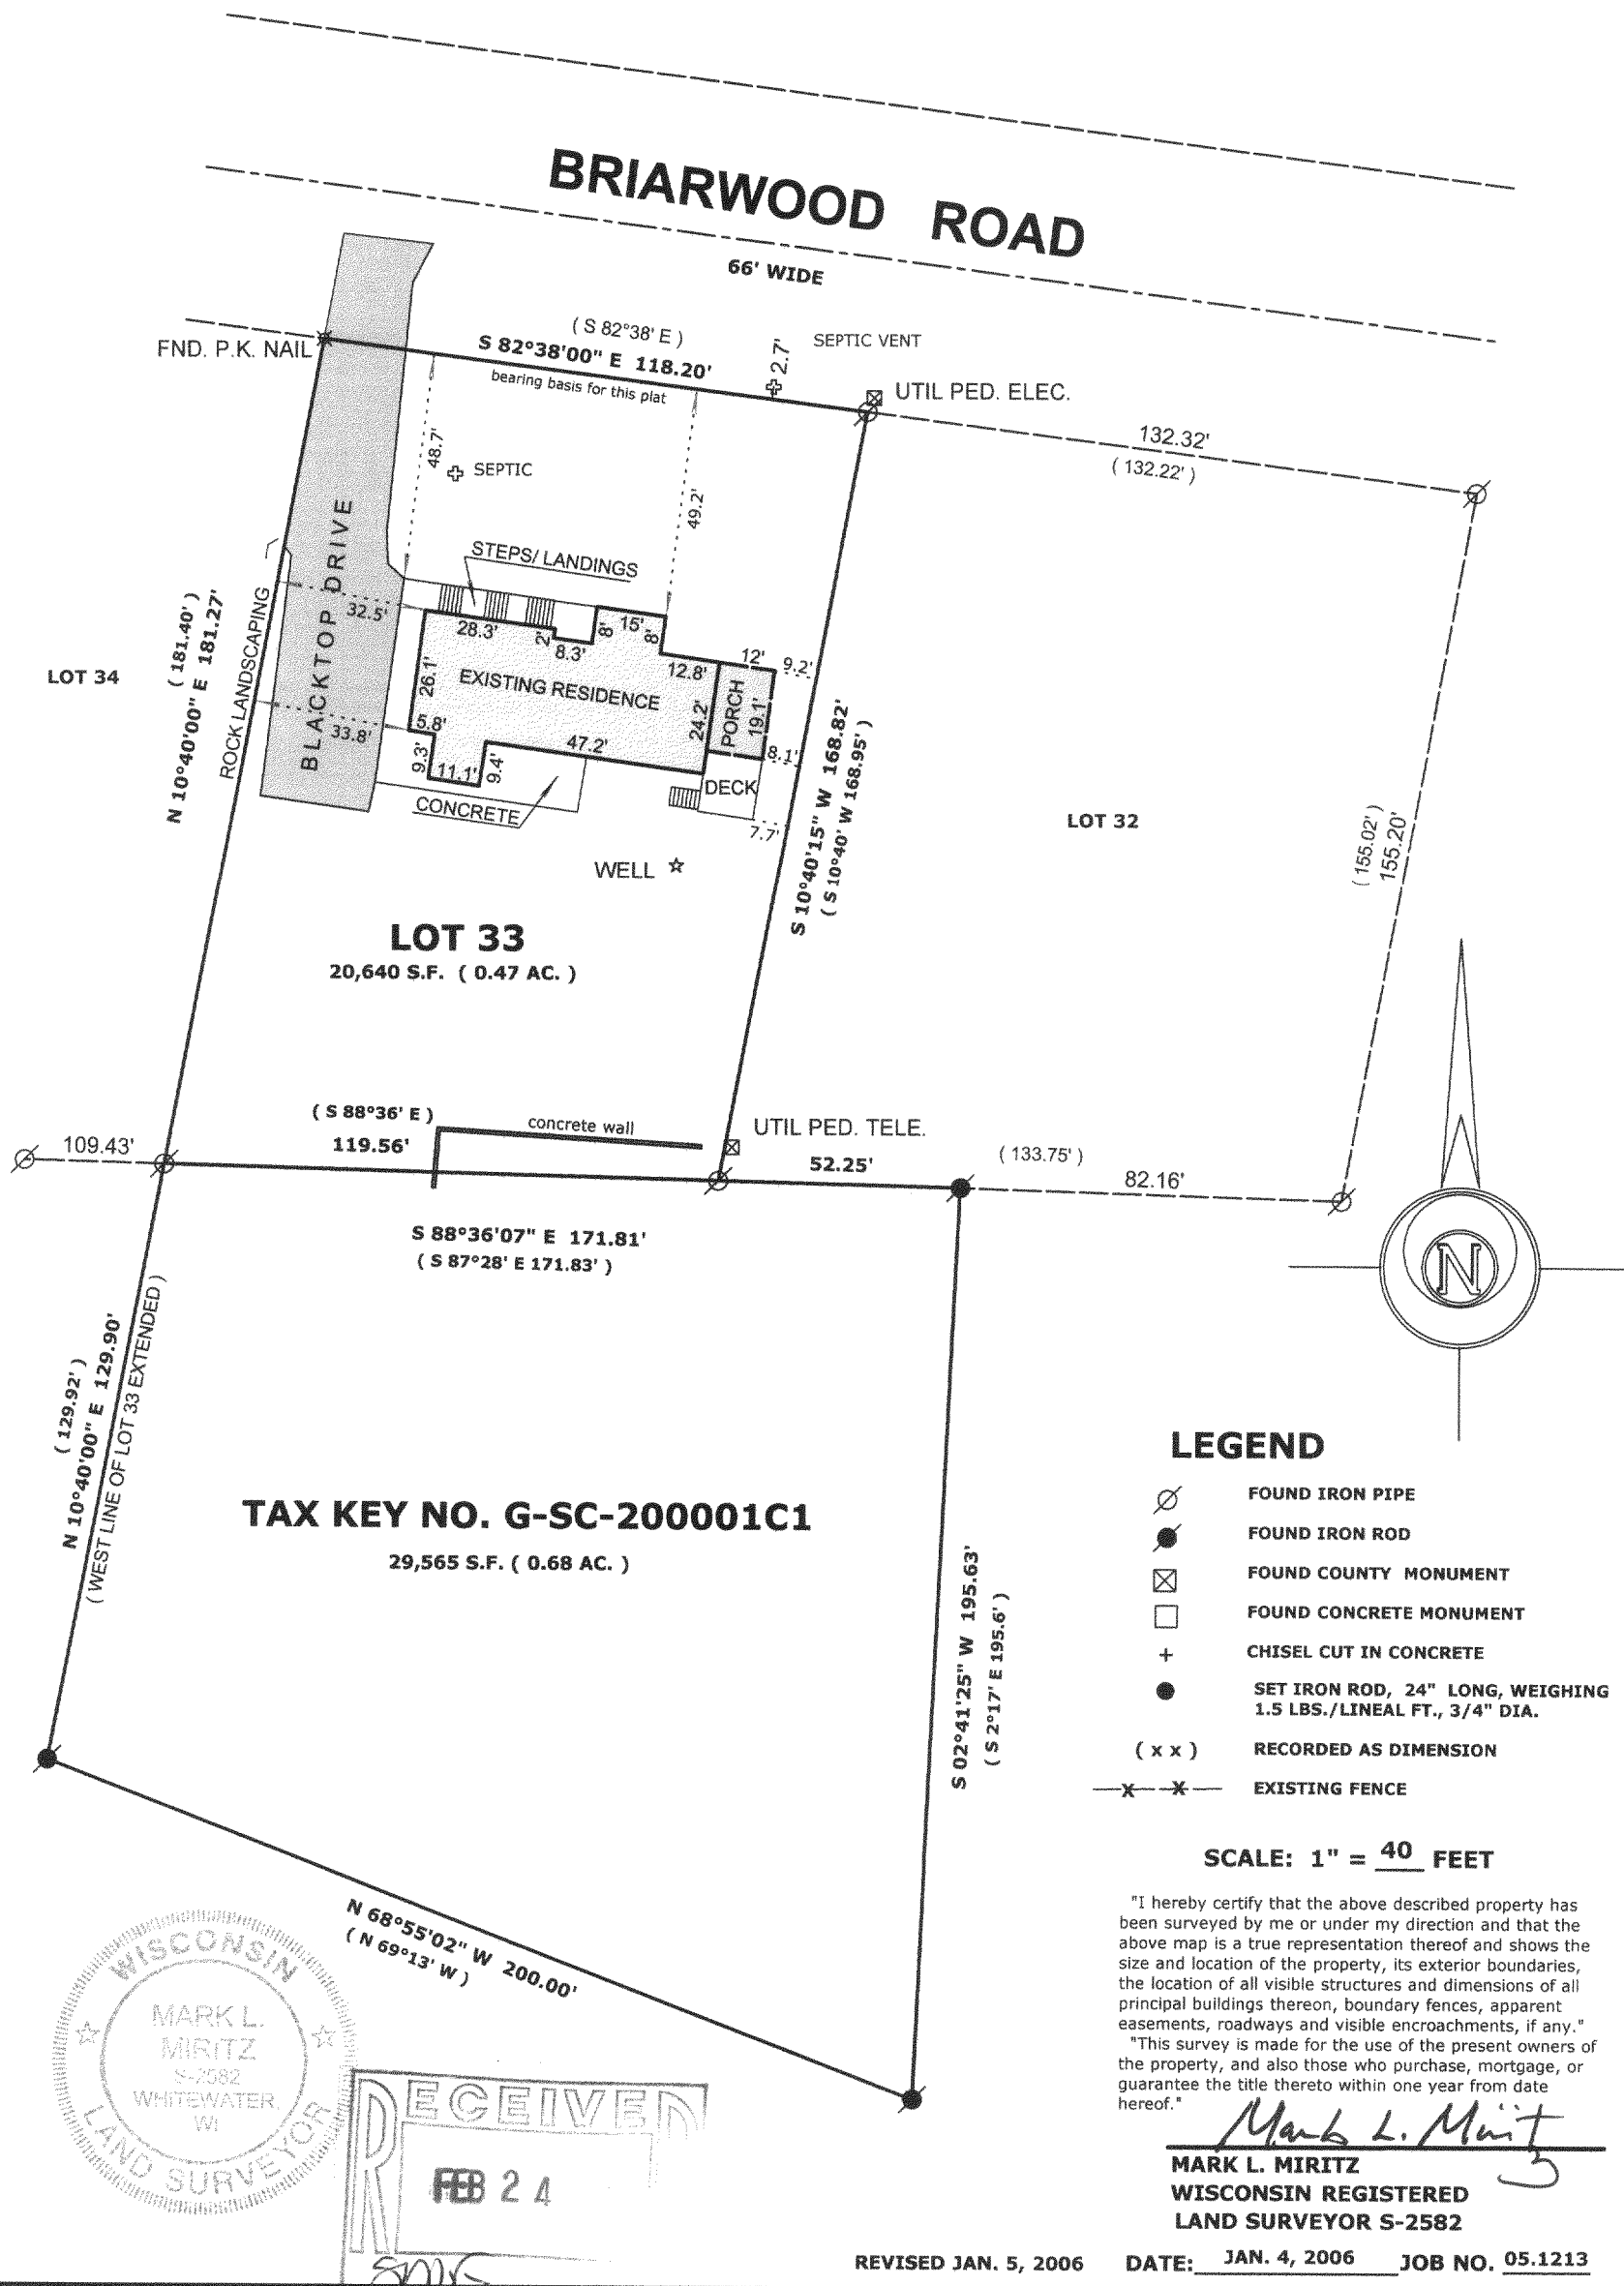 BRIARWOOD ROAD
66' WIDE
( S 82°38' E )
S 82°38'00" E 118.20'
bearing basis for this plat
FND. P.K. NAIL
2.7'
SEPTIC VENT
UTIL PED. ELEC.
132.32'
( 132.22' )
48.7'
SEPTIC
49.2'
STEPS/ LANDINGS
BLACKTOP DRIVE
32.5'
28.3'
2'
8.3'
8'
15'
8'
12.8'
12'
9.2'
26.1'
EXISTING RESIDENCE
24.2'
PORCH
19.1'
33.8'
5.8'
47.2'
8.1'
9.3'
11.1'
9.4'
DECK
CONCRETE
7.7'
LOT 34
( 181.40' )
N 10°40'00" E 181.27'
ROCK LANDSCAPING
WELL
S 10°40'15" W 168.82'
( S 10°40' W 168.95' )
LOT 32
( 155.02' )
155.20'
LOT 33
20,640 S.F. ( 0.47 AC. )
( S 88°36' E )
119.56'
concrete wall
UTIL PED. TELE.
109.43'
52.25'
( 133.75' )
82.16'
S 88°36'07" E 171.81'
( S 87°28' E 171.83' )
N
( 129.92' )
N 10°40'00" E 129.90'
( WEST LINE OF LOT 33 EXTENDED )
TAX KEY NO. G-SC-200001C1
29,565 S.F. ( 0.68 AC. )
S 02°41'25" W 195.63'
( S 2°17' E 195.6' )
N 68°55'02" W 200.00'
( N 69°13' W )
LEGEND
FOUND IRON PIPE
FOUND IRON ROD
FOUND COUNTY MONUMENT
FOUND CONCRETE MONUMENT
CHISEL CUT IN CONCRETE
SET IRON ROD, 24" LONG, WEIGHING
1.5 LBS./LINEAL FT., 3/4" DIA.
( x x ) RECORDED AS DIMENSION
x x EXISTING FENCE
SCALE: 1" = 40 FEET
"I hereby certify that the above described property has
been surveyed by me or under my direction and that the
above map is a true representation thereof and shows the
size and location of the property, its exterior boundaries,
the location of all visible structures and dimensions of all
principal buildings thereon, boundary fences, apparent
easements, roadways and visible encroachments, if any."
"This survey is made for the use of the present owners of
the property, and also those who purchase, mortgage, or
guarantee the title thereto within one year from date
hereof."
Mark L. Miritz
MARK L. MIRITZ
WISCONSIN REGISTERED
LAND SURVEYOR S-2582
WISCONSIN
MARK L.
MIRITZ
S-2582
WHITEWATER,
WI
LAND SURVEYOR
RECEIVED
FEB 24
REVISED JAN. 5, 2006 DATE: JAN. 4, 2006 JOB NO. 05.1213